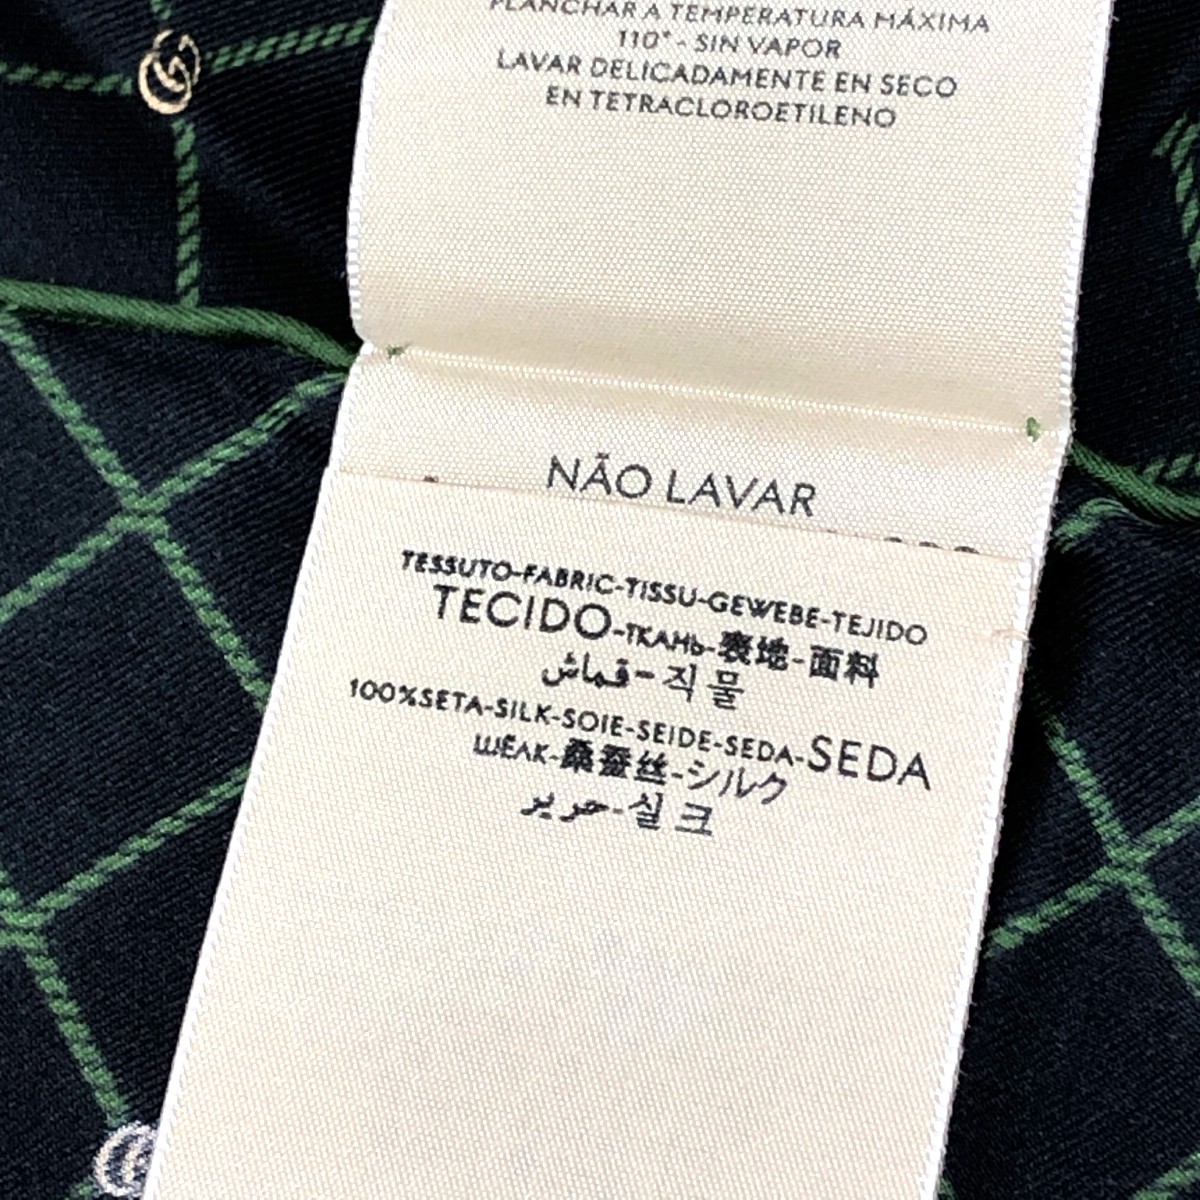 PLANCHAR A TEMPERATURA MÁXIMA
110° - SIN VAPOR
LAVAR DELICADAMENTE EN SECO
EN TETRACLOROETILENO
NÃO LAVAR
TESSUTO-FABRIC-TISSU-GEWEBE-TEJIDO
TECIDO-ТКАНЬ-表地-面料
قماش-직물
100%SETA-SILK-SOIE-SEIDE-SEDA-SEDA
ШЁЛК-桑蚕丝-シルク
حرير-실크